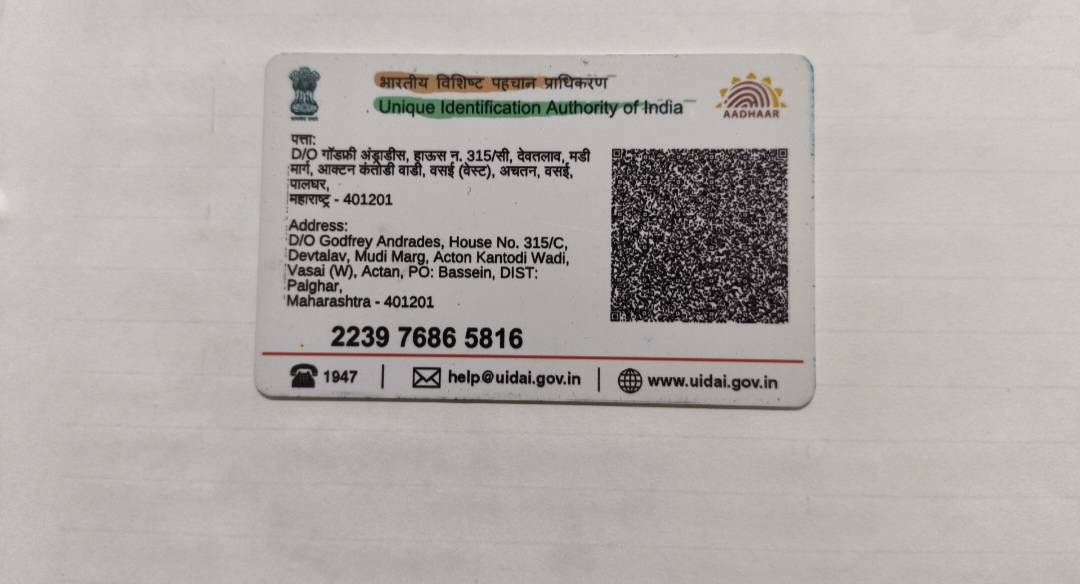 भारतीय विशिष्ट पहचान प्राधिकरण
Unique Identification Authority of India
AADHAAR
पत्ता:
D/O गॉडफ्री अंड्राडीस, हाऊस न. 315/सी, देवतलाव, मडी
मार्ग, आक्टन कंतोडी वाडी, वसई (वेस्ट), अचतन, वसई,
पालघर,
महाराष्ट्र - 401201
Address:
D/O Godfrey Andrades, House No. 315/C,
Devtalav, Mudi Marg, Acton Kantodi Wadi,
Vasai (W), Actan, PO: Bassein, DIST:
Palghar,
Maharashtra - 401201
2239 7686 5816
1947 | help@uidai.gov.in | www.uidai.gov.in